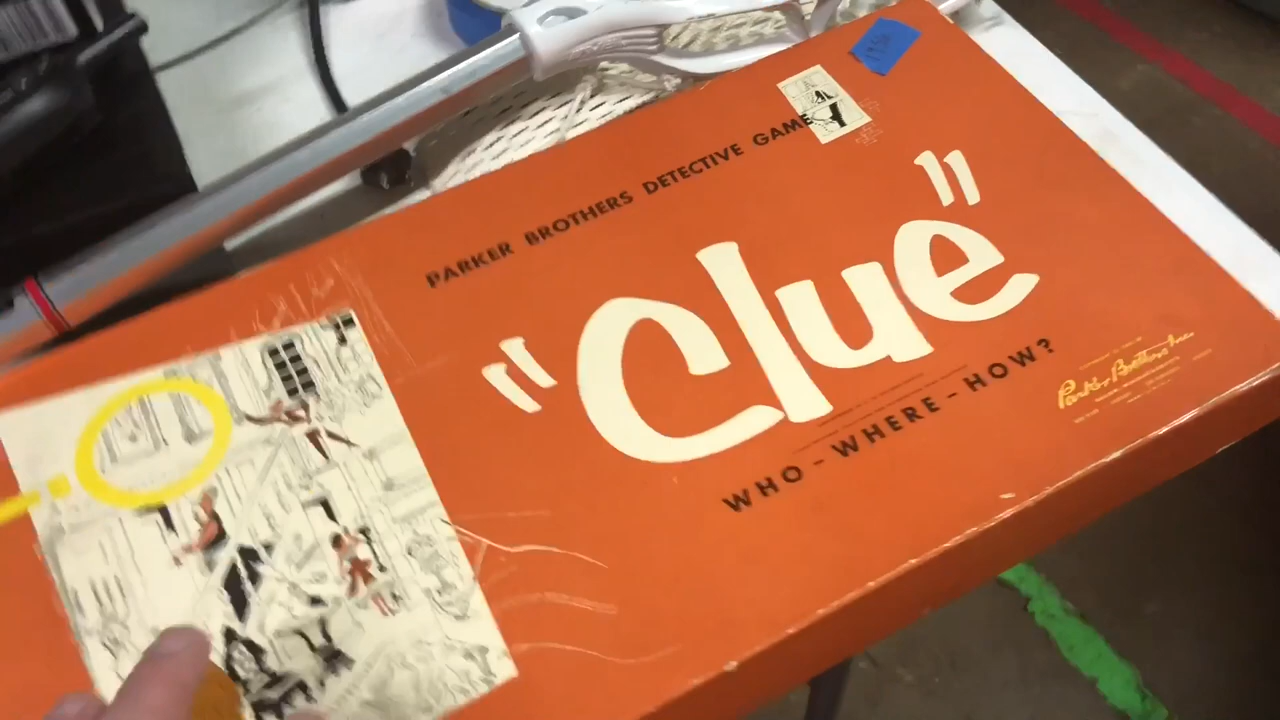 PARKER BROTHERS DETECTIVE GAME
"Clue"
WHO - WHERE - HOW?
Parker Brothers Inc.